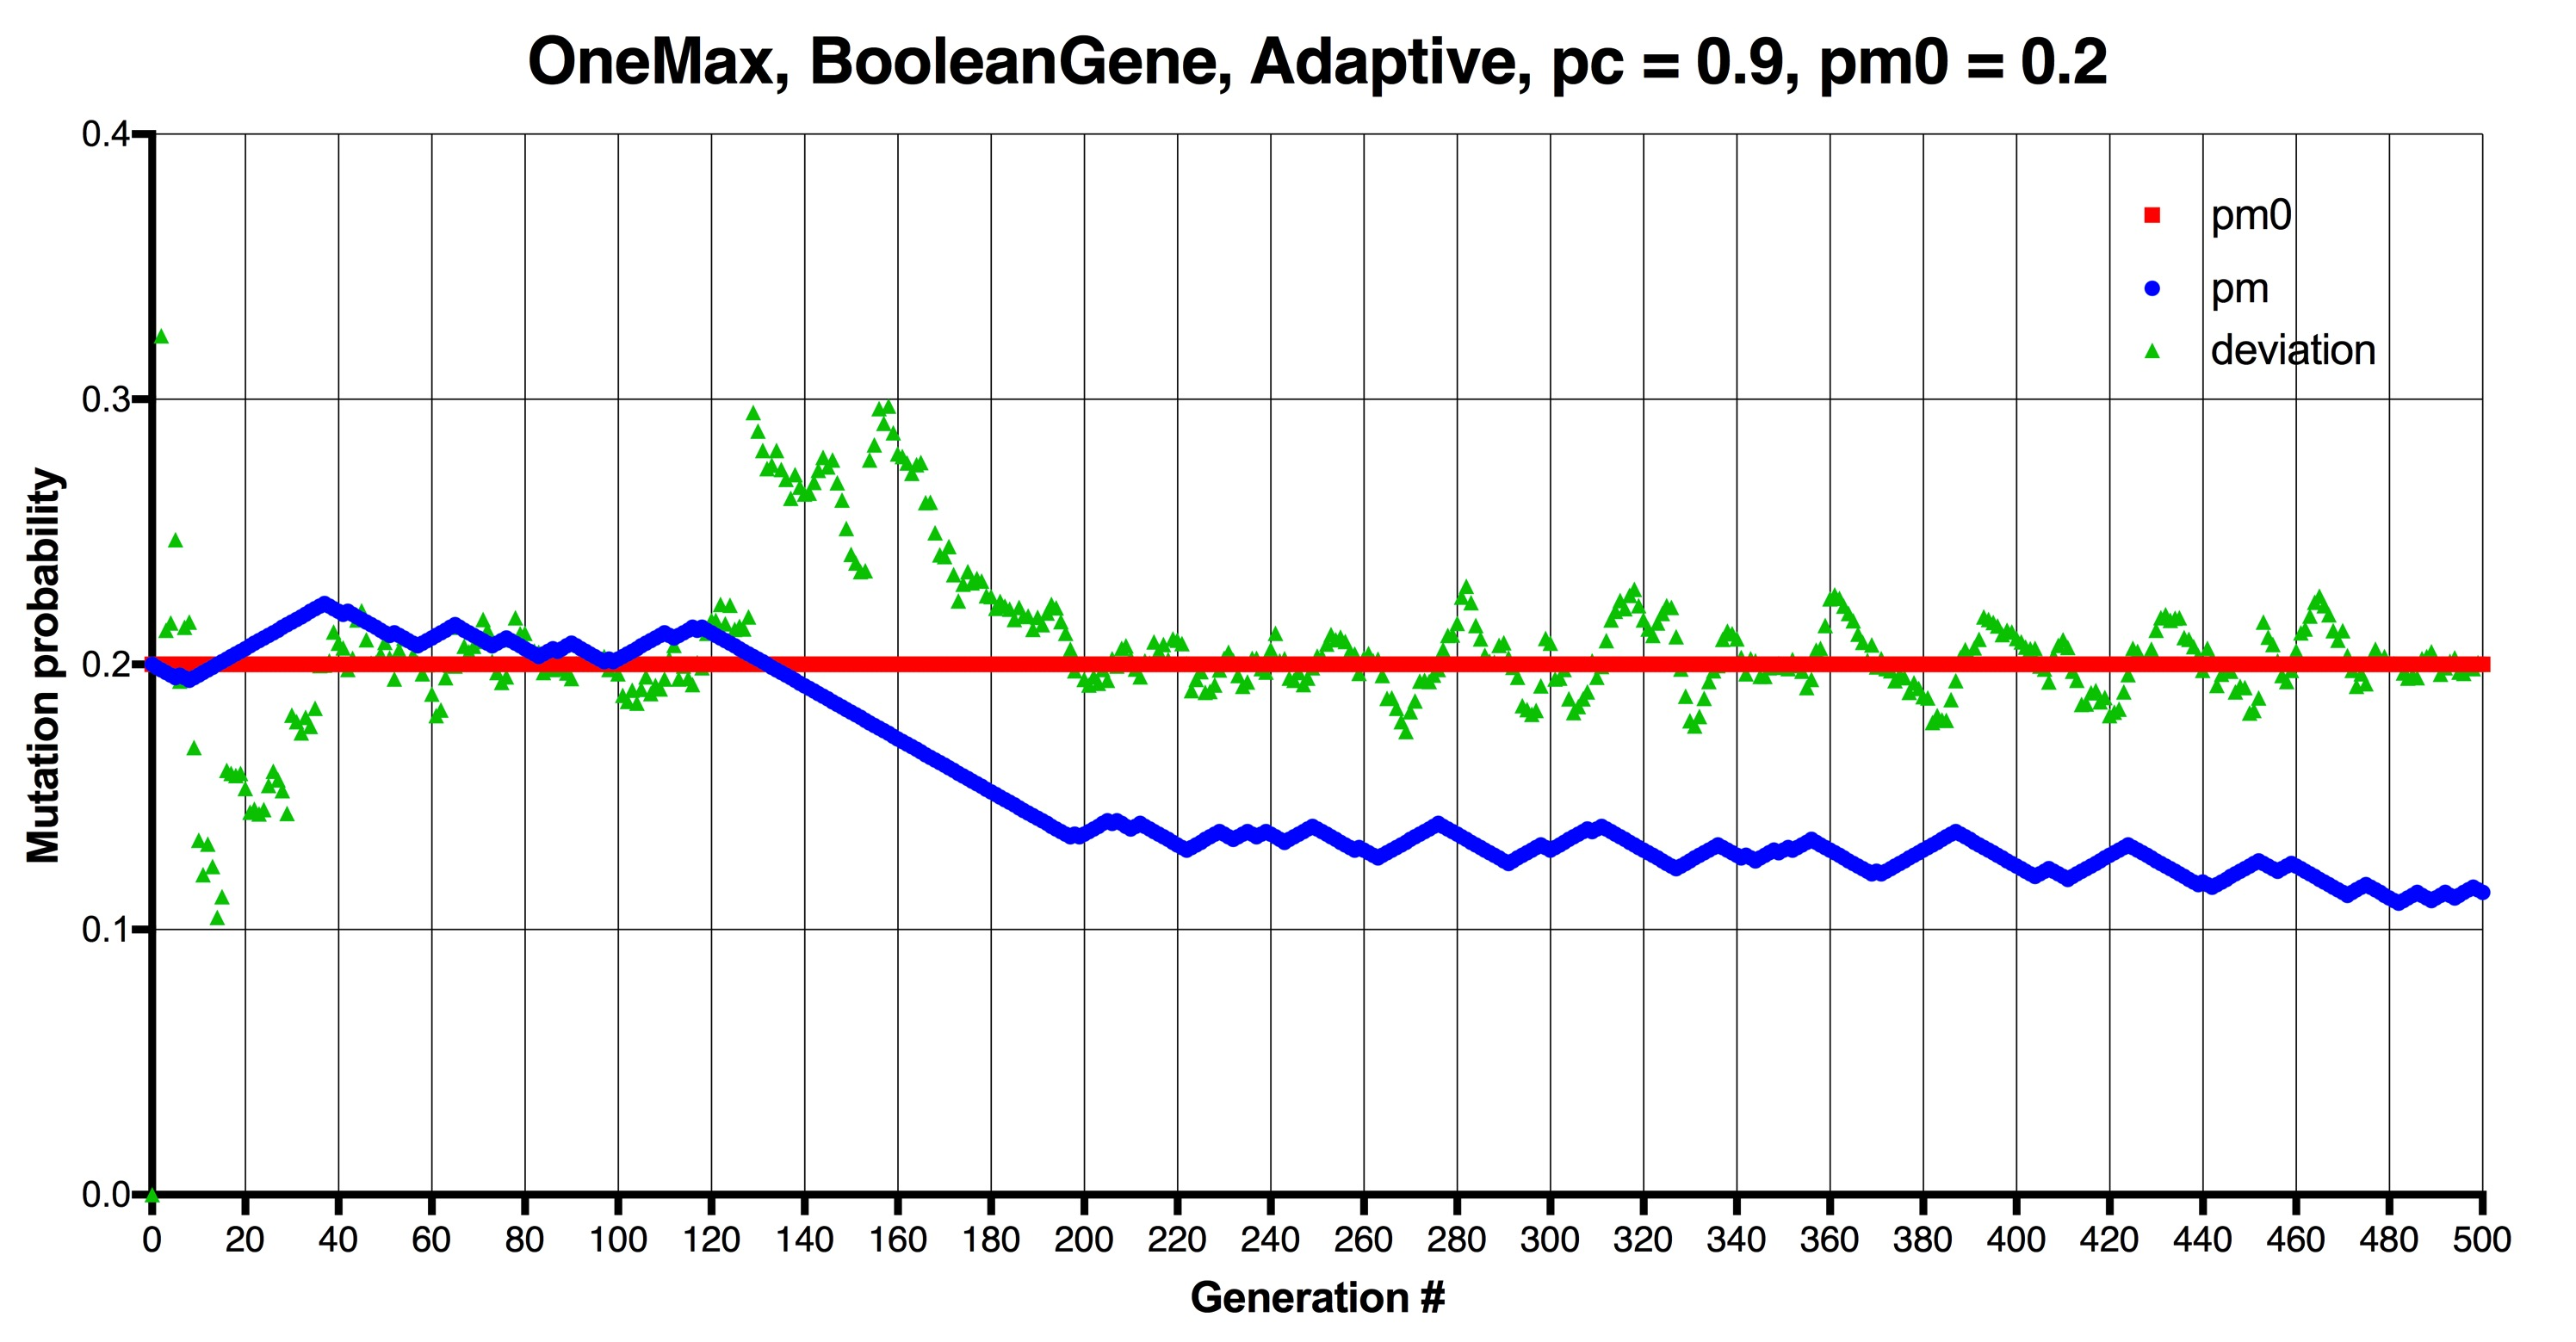 OneMax, BooleanGene, Adaptive, pc = 0.9, pm0 = 0.2
Mutation probability
0.4
0.3
0.2
0.1
0.0
pm0
pm
deviation
0 20 40 60 80 100 120 140 160 180 200 220 240 260 280 300 320 340 360 380 400 420 440 460 480 500
Generation #